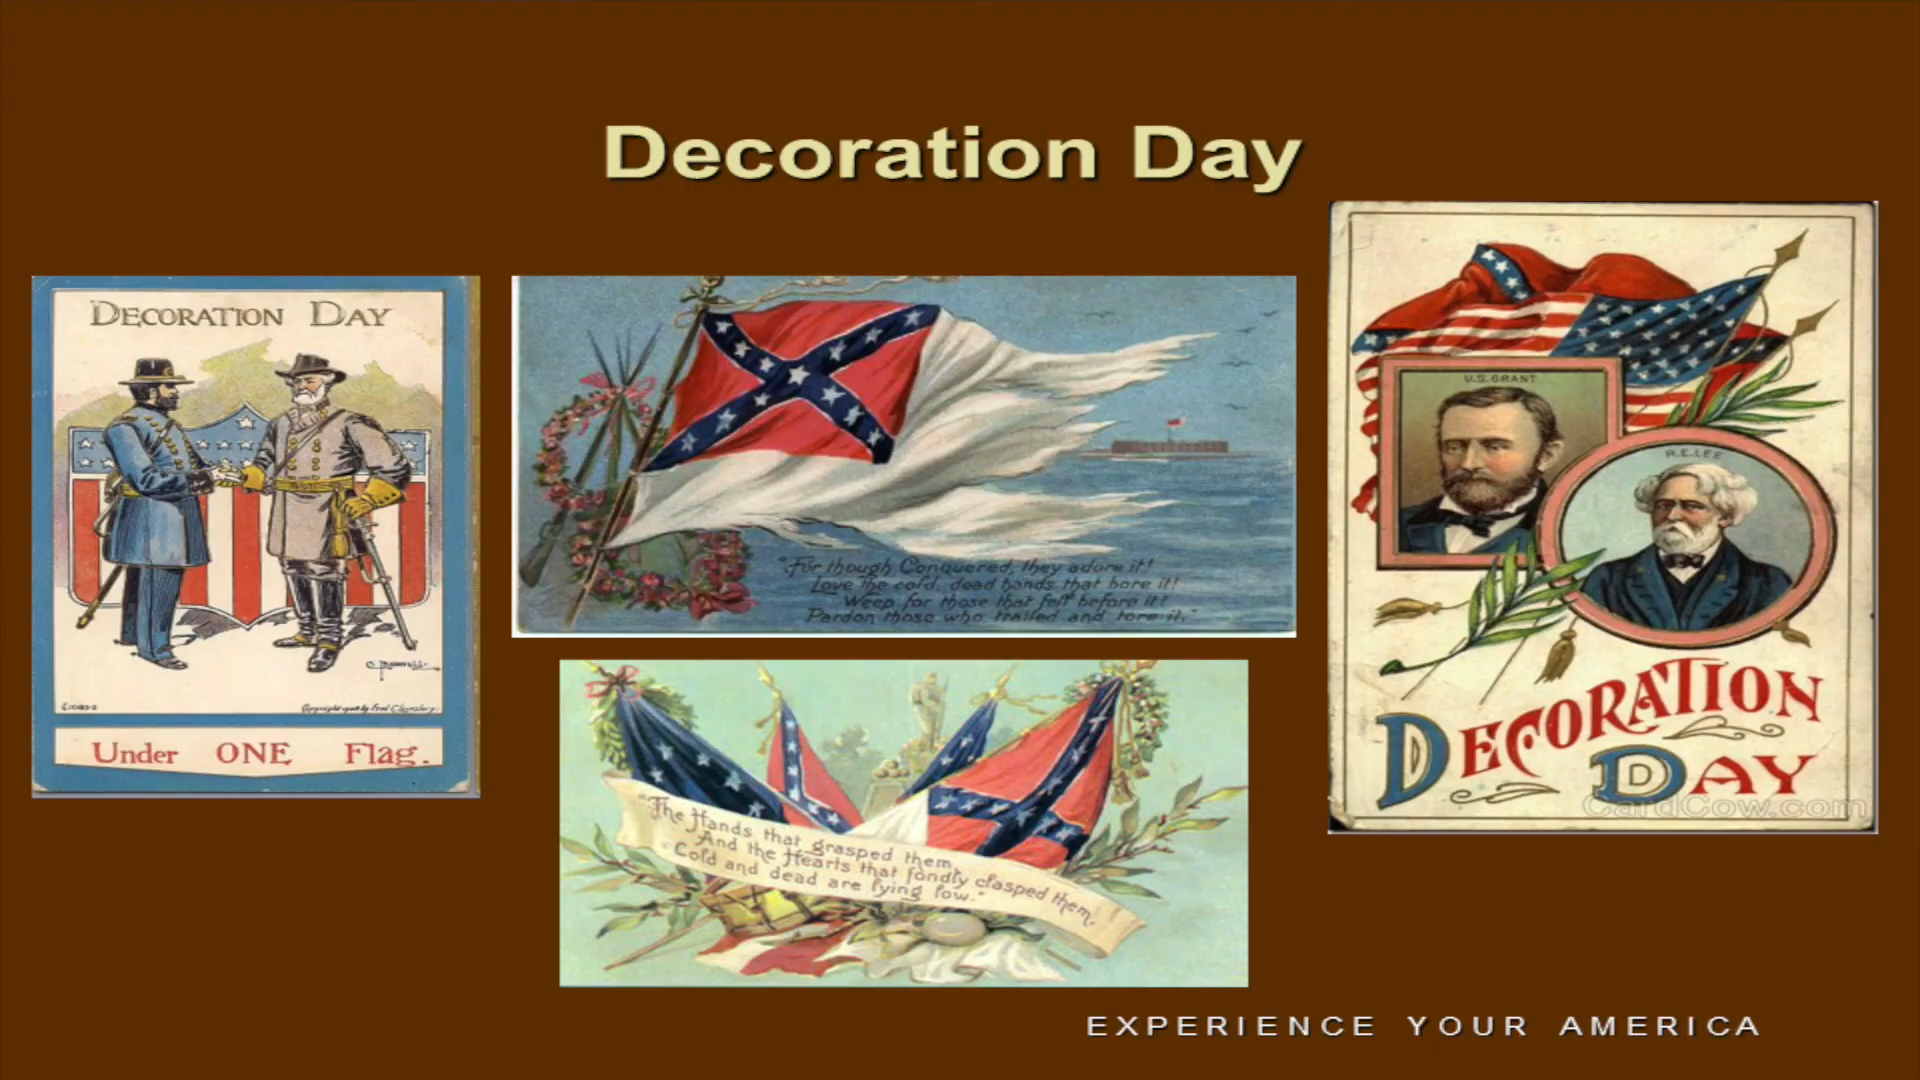 Decoration Day
DECORATION DAY
Under ONE Flag.
"For though Conquered, they adore it!
Love the cold, dead hands that bore it!
Weep for those that fell before it!
Pardon those who trailed and tore it."
"The Hands that grasped them,
And the Hearts that fondly clasped them,
Cold and dead are lying low."
U.S. GRANT
R.E. LEE
DECORATION
DAY
CardCow.com
EXPERIENCE YOUR AMERICA